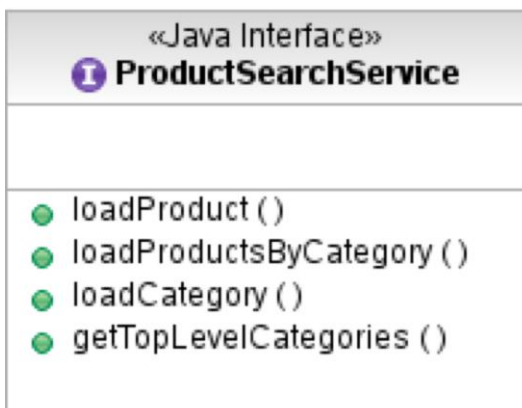 «Java Interface»
I ProductSearchService
loadProduct ( )
loadProductsByCategory ( )
loadCategory ( )
getTopLevelCategories ( )